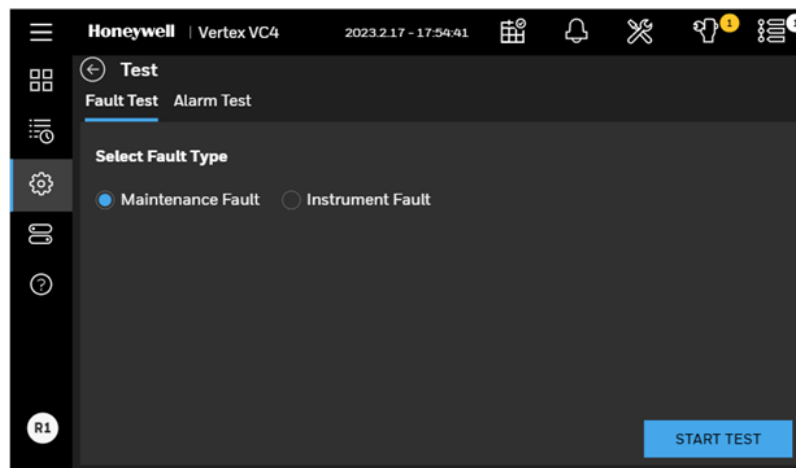 Honeywell | Vertex VC4 2023.2.17 - 17:54:41 1
Test
Fault Test Alarm Test
Select Fault Type
Maintenance Fault Instrument Fault
?
R1
START TEST